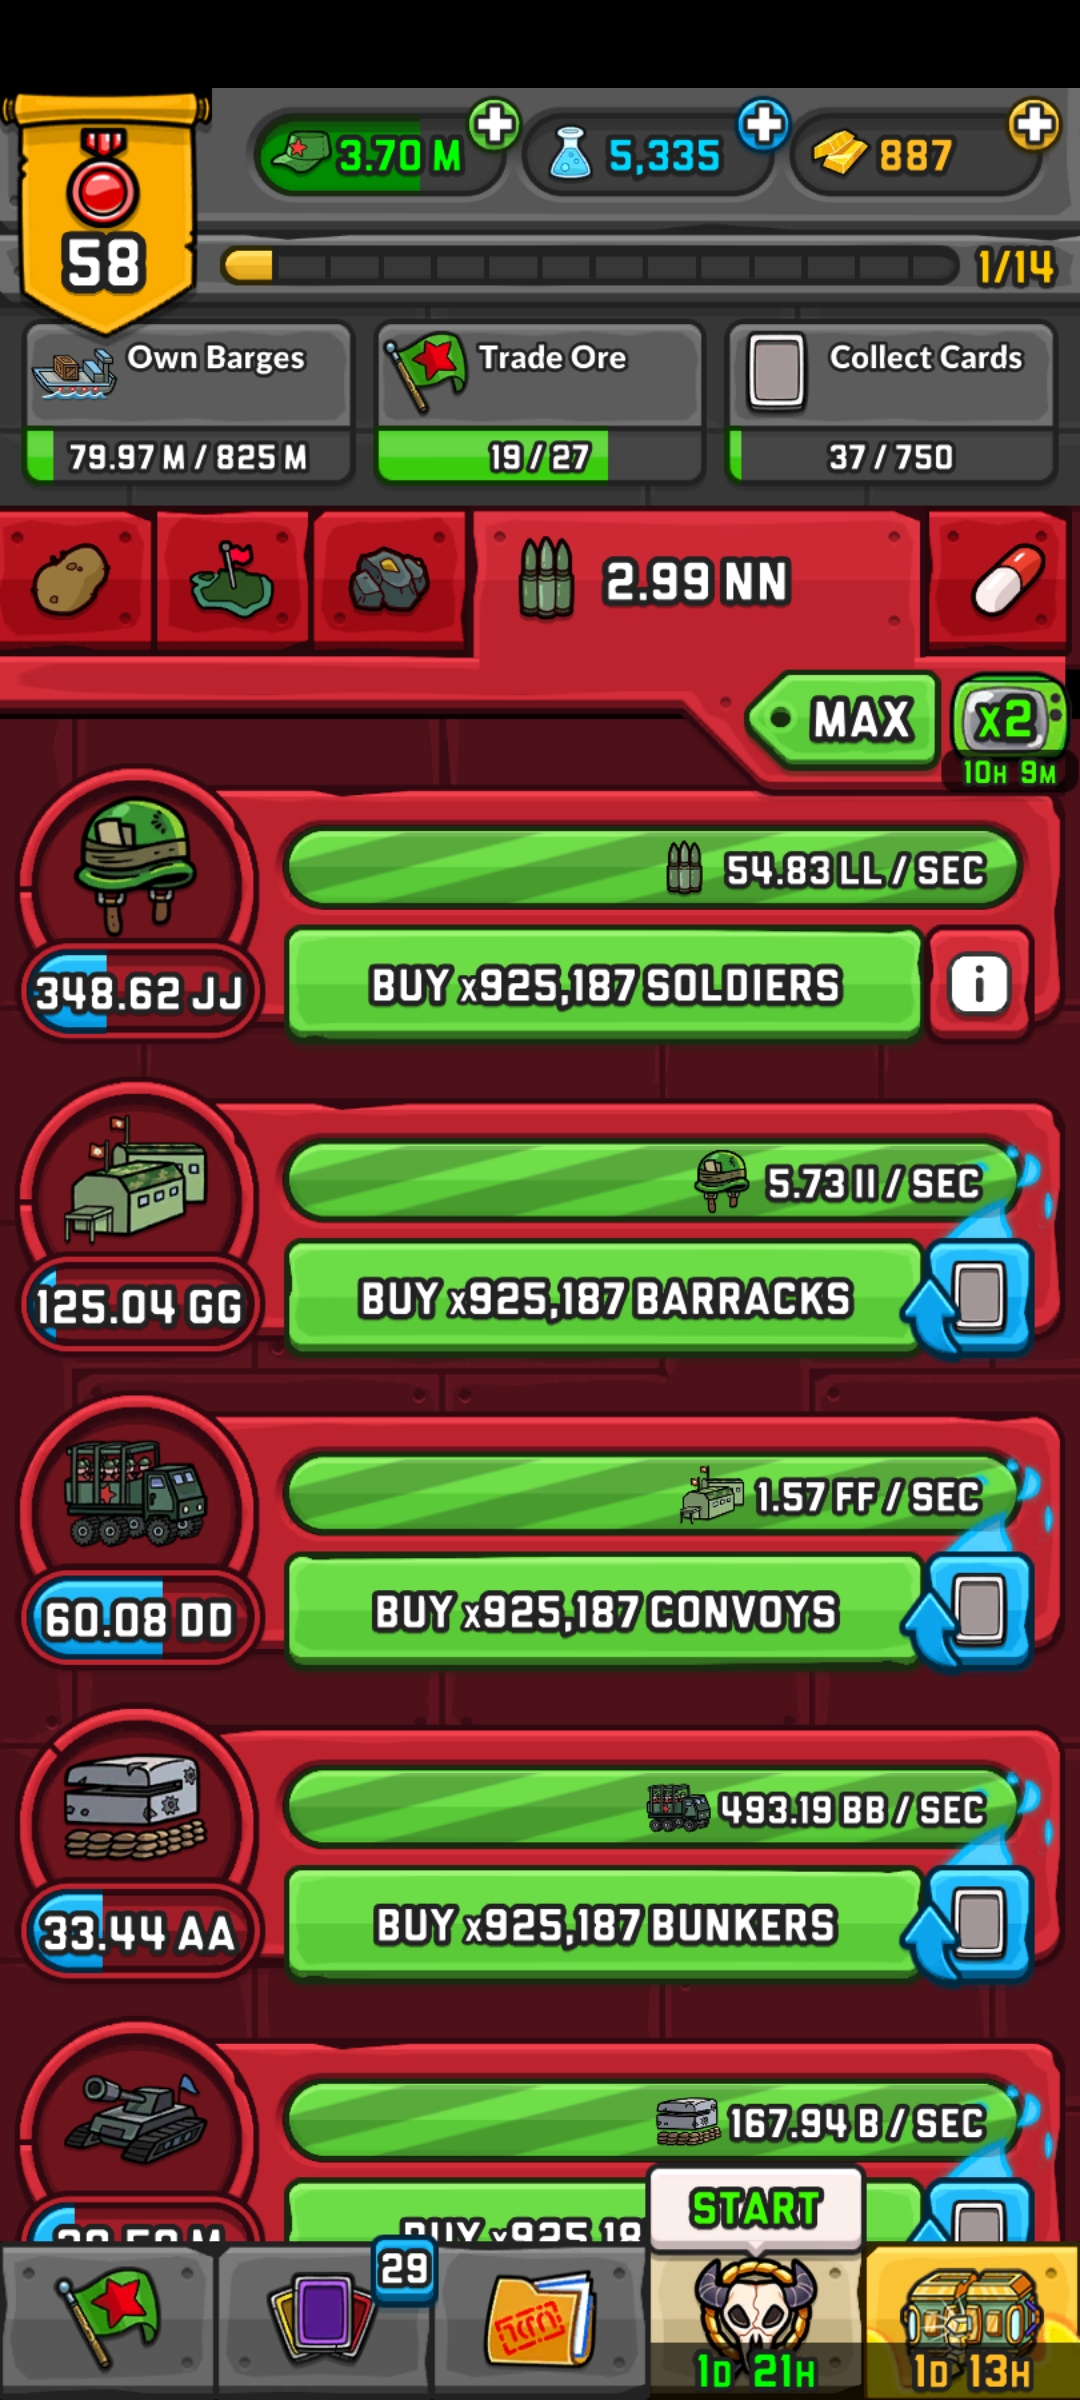 58
3.70 M
5,335
887
1/14
Own Barges
79.97 M / 825 M
Trade Ore
19 / 27
Collect Cards
37 / 750
2.99 NN
MAX
x2
10H 9M
54.83 LL / SEC
348.62 JJ
BUY x925,187 SOLDIERS
i
5.73 II / SEC
125.04 GG
BUY x925,187 BARRACKS
1.57 FF / SEC
60.08 DD
BUY x925,187 CONVOYS
493.19 BB / SEC
33.44 AA
BUY x925,187 BUNKERS
167.94 B / SEC
BUY x925,18
START
29
1D 21H
1D 13H